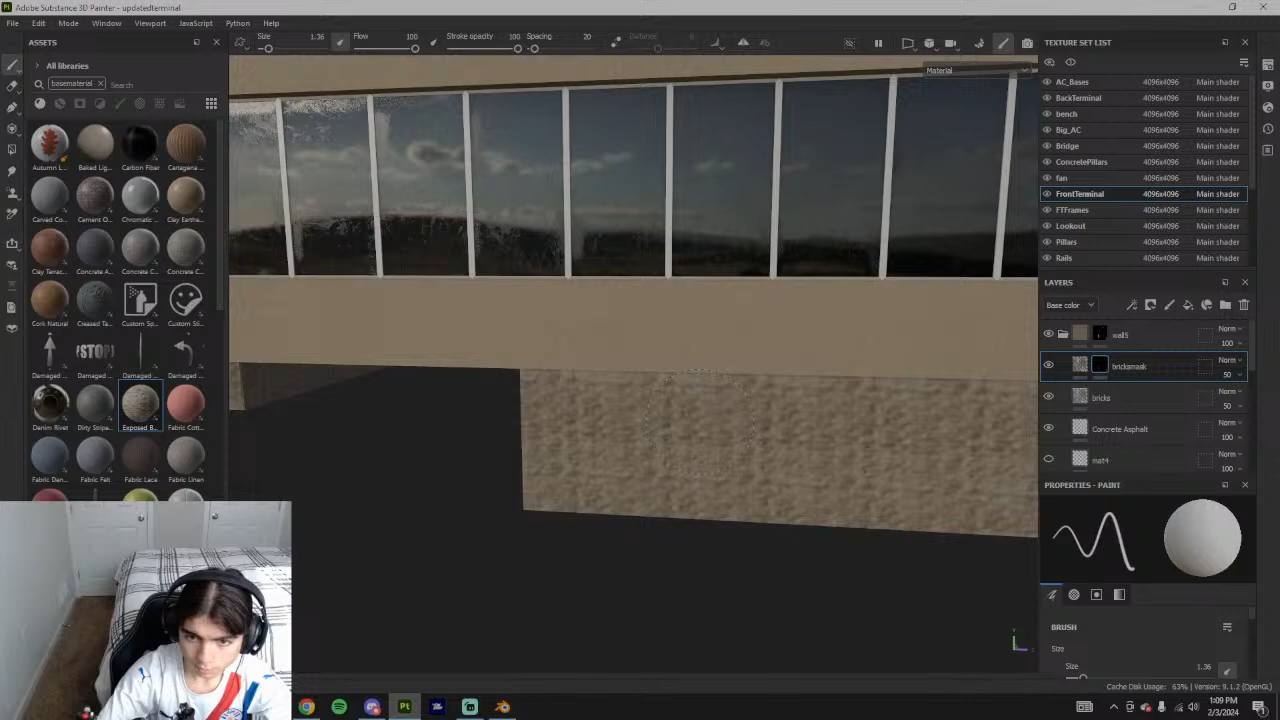 Adobe Substance 3D Painter - updatedterminal
File Edit Mode Window Viewport JavaScript Python Help
Size 1.36 Flow 100 Stroke opacity 100 Spacing 20 Distance 8
ASSETS
All libraries
basematerial Search
Autumn L... Baked Lig... Carbon Fiber Cartagena ...
Carved Co... Cement O... Chromatic ... Clay Earthe...
Clay Terrac... Concrete A... Concrete C... Concrete C...
Cork Natural Creased Ta... Custom Sp... Custom Sti...
STOP!
Damaged ... Damaged ... Damaged ... Damaged ...
Denim Rivet Dirty Stipa... Exposed B... Fabric Cott...
Fabric Dan... Fabric Felt Fabric Lace Fabric Linen
Material
TEXTURE SET LIST
AC_Bases 4096x4096 Main shader
BackTerminal 4096x4096 Main shader
bench 4096x4096 Main shader
Big_AC 4096x4096 Main shader
Bridge 4096x4096 Main shader
ConcretePillars 4096x4096 Main shader
fan 4096x4096 Main shader
FrontTerminal 4096x4096 Main shader
FTFrames 4096x4096 Main shader
Lookout 4096x4096 Main shader
Pillars 4096x4096 Main shader
Rails 4096x4096 Main shader
LAYERS
Base color
wall5 Norm 100
bricksmask Norm 50
bricks Norm 50
Concrete Asphalt Norm 100
mat4 Norm 100
PROPERTIES - PAINT
BRUSH
Size
Size 1.36
Cache Disk Usage: 63% | Version: 9.1.2 (OpenGL)
1:09 PM
2/3/2024